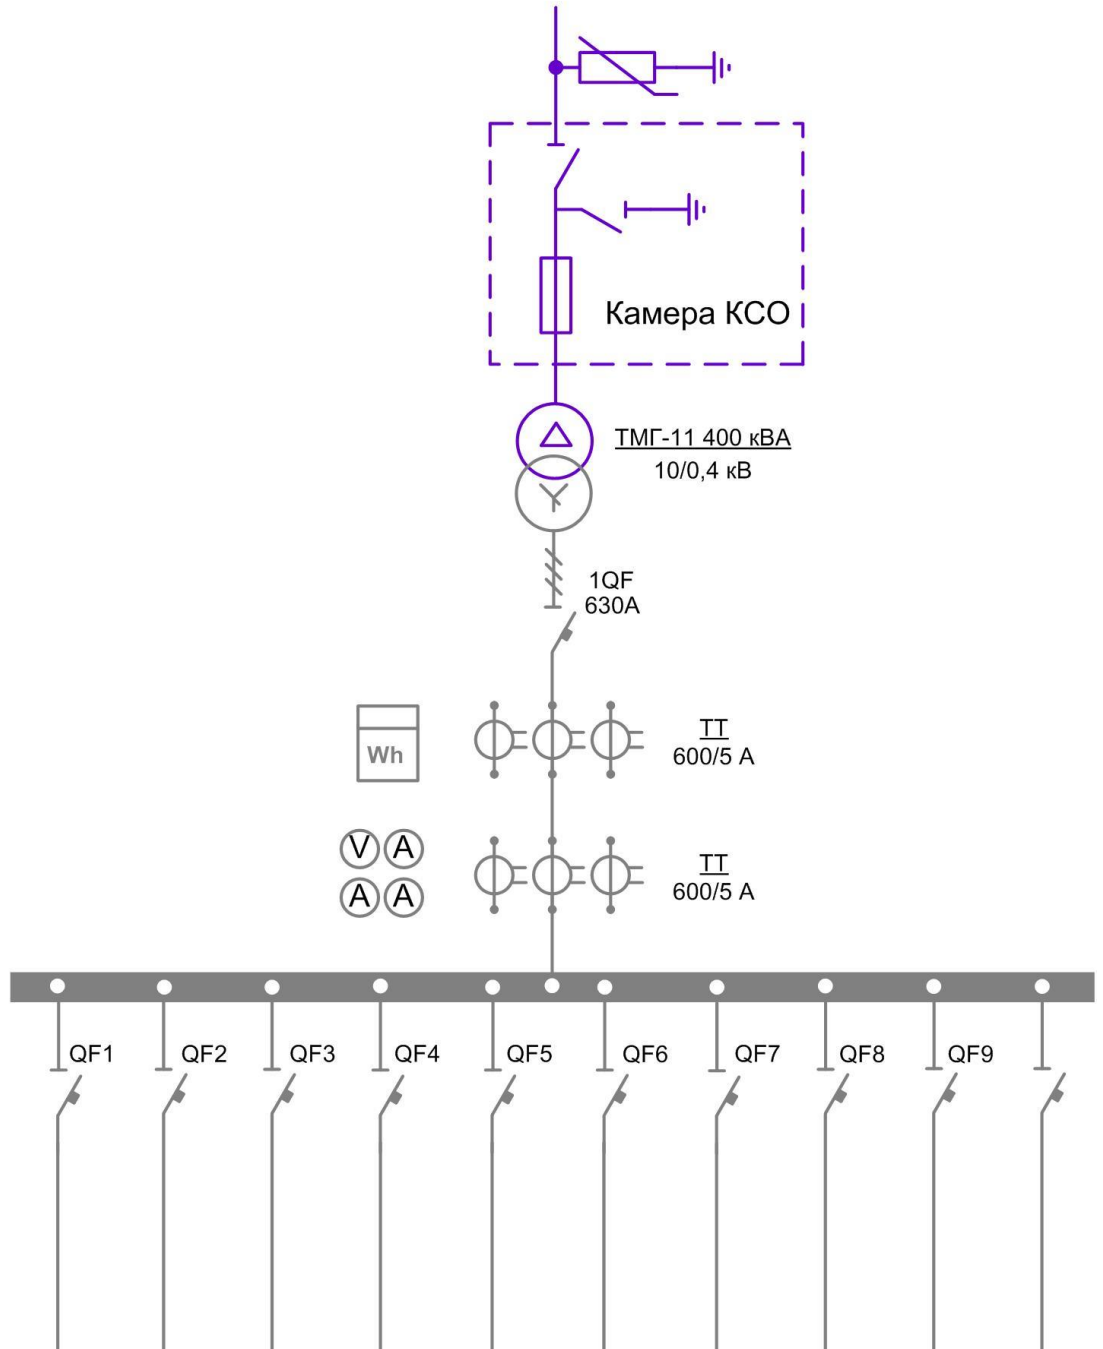 Камера КСО
ТМГ-11 400 кВА
10/0,4 кВ
1QF
630А
Wh
ТТ
600/5 А
V A
A A
ТТ
600/5 А
QF1 QF2 QF3 QF4 QF5 QF6 QF7 QF8 QF9